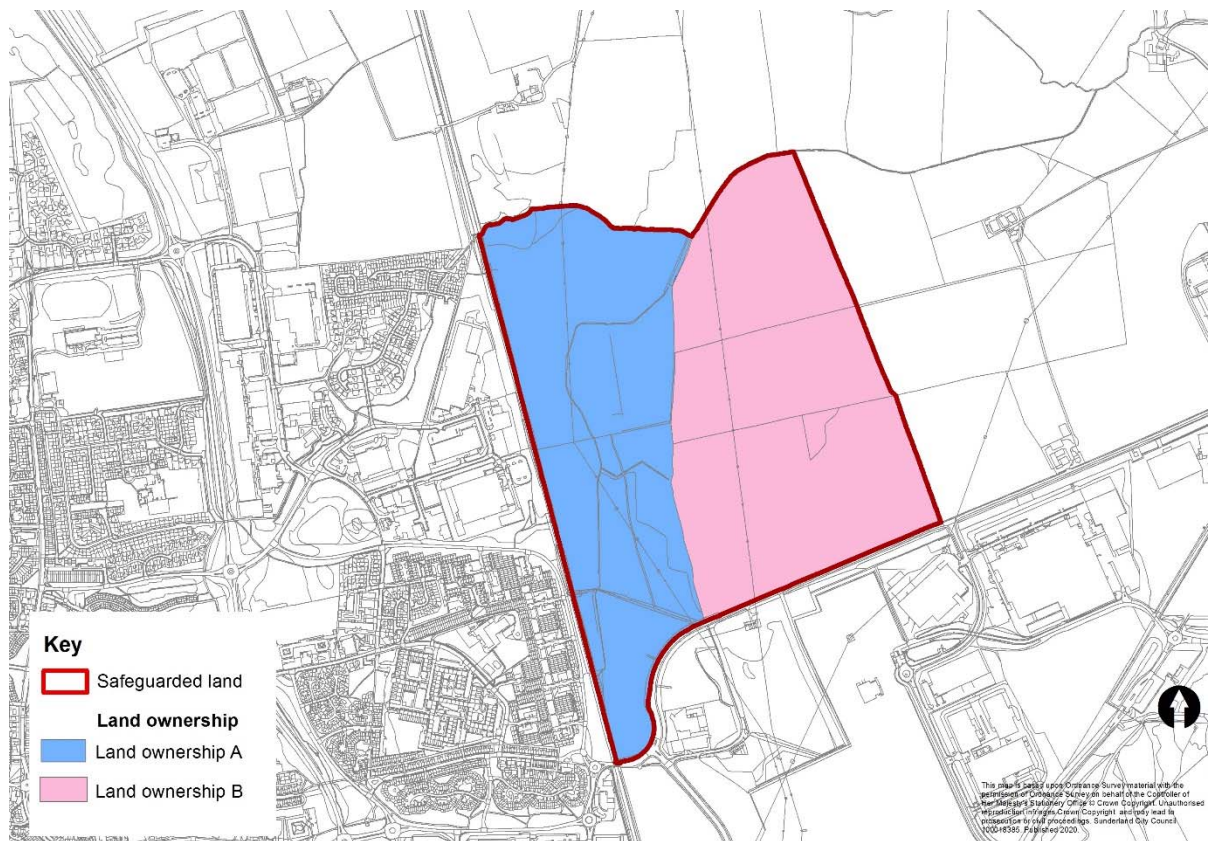 Key
Safeguarded land
Land ownership
Land ownership A
Land ownership B
This map is based upon Ordnance Survey material with the
permission of Ordnance Survey on behalf of the Controller of
Her Majesty's Stationery Office © Crown Copyright. Unauthorised
reproduction infringes Crown Copyright and may lead to
prosecution or civil proceedings. Sunderland City Council
100018385. Published 2020.